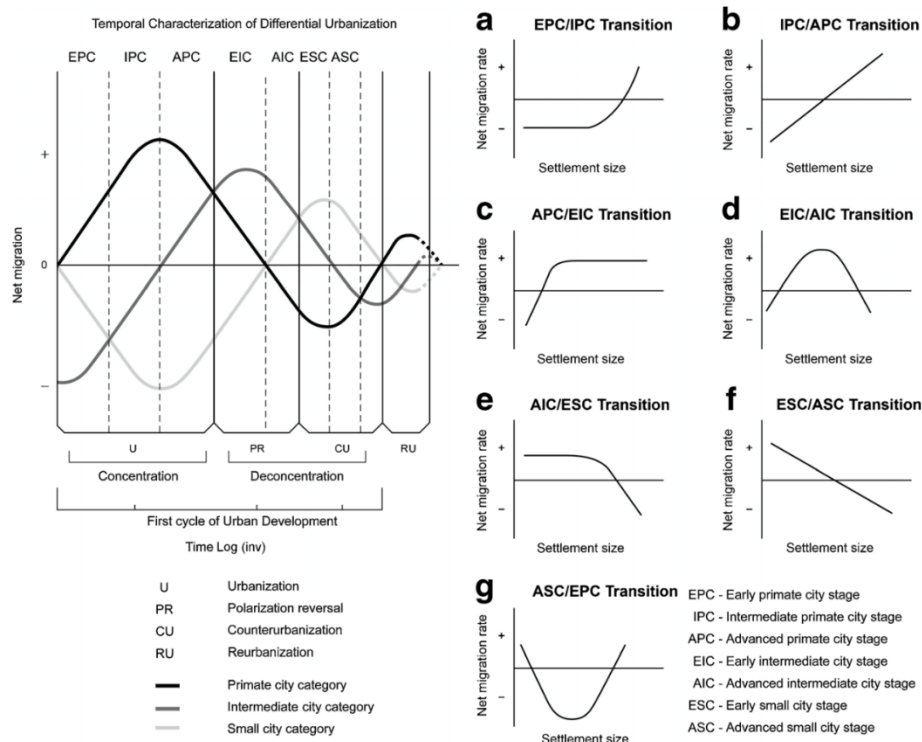 Temporal Characterization of Differential Urbanization
EPC IPC APC EIC AIC ESC ASC
Net migration
+
0
–
U PR CU RU
Concentration Deconcentration
First cycle of Urban Development
Time Log (inv)
U Urbanization
PR Polarization reversal
CU Counterurbanization
RU Reurbanization
Primate city category
Intermediate city category
Small city category
a
EPC/IPC Transition
Net migration rate
+
–
Settlement size
b
IPC/APC Transition
Net migration rate
+
–
Settlement size
c
APC/EIC Transition
Net migration rate
+
–
Settlement size
d
EIC/AIC Transition
Net migration rate
+
–
Settlement size
e
AIC/ESC Transition
Net migration rate
+
–
Settlement size
f
ESC/ASC Transition
Net migration rate
+
–
Settlement size
g
ASC/EPC Transition
Net migration rate
+
–
Settlement size
EPC - Early primate city stage
IPC - Intermediate primate city stage
APC - Advanced primate city stage
EIC - Early intermediate city stage
AIC - Advanced intermediate city stage
ESC - Early small city stage
ASC - Advanced small city stage